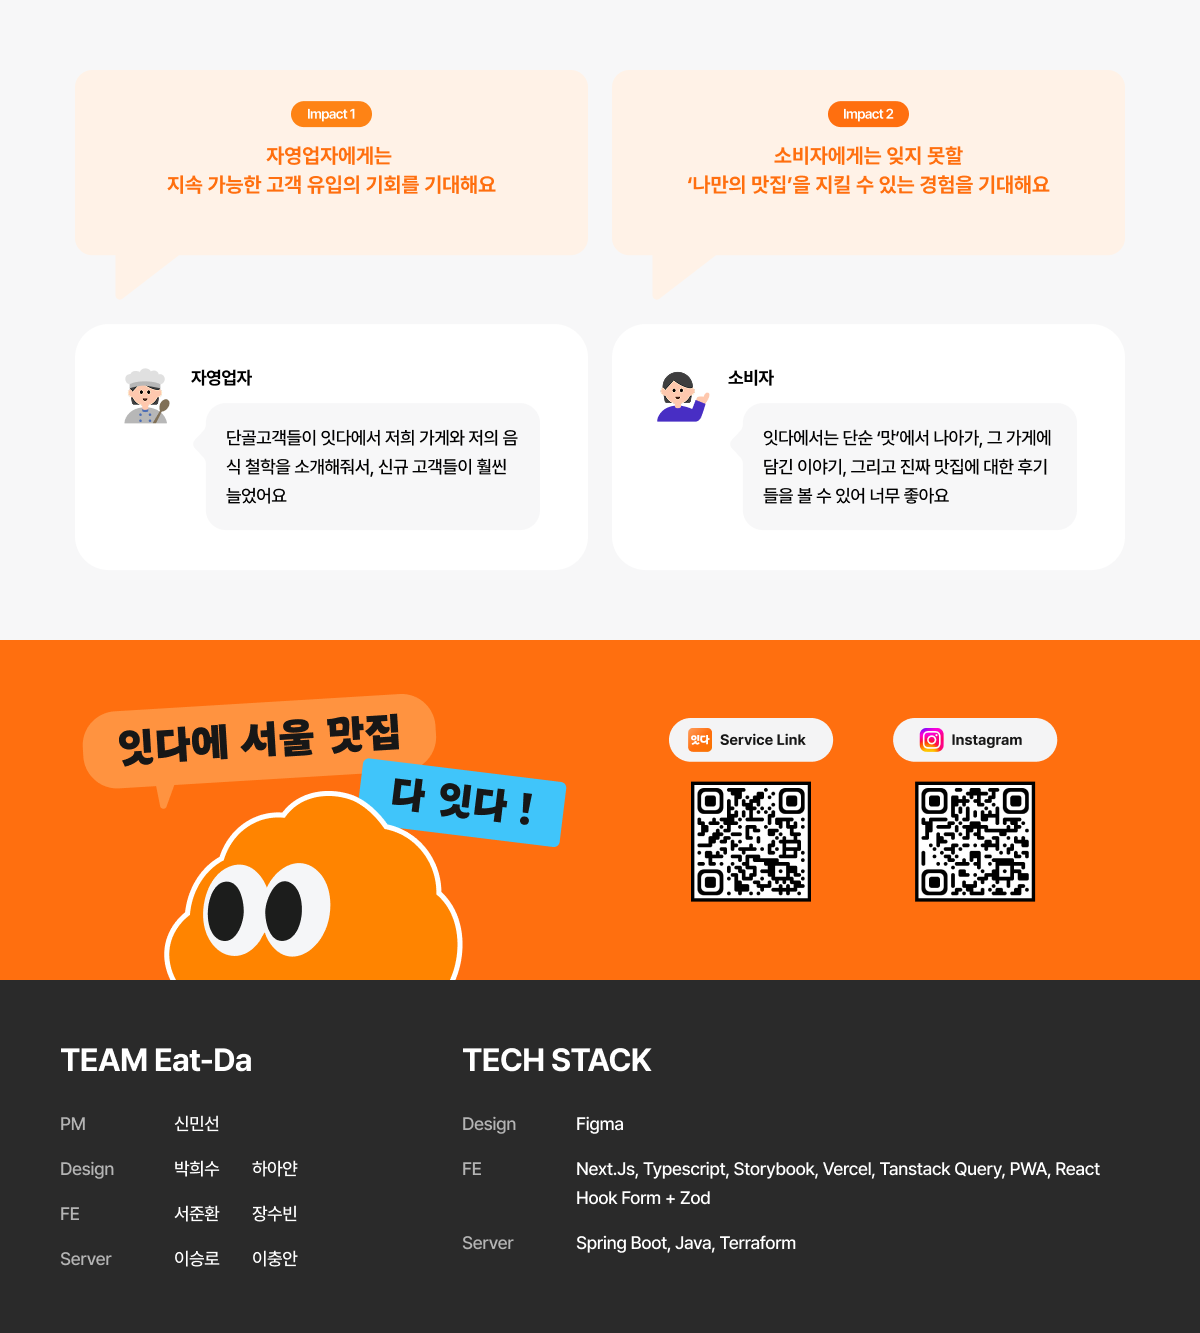 Impact 1
자영업자에게는
지속 가능한 고객 유입의 기회를 기대해요
Impact 2
소비자에게는 잊지 못할
‘나만의 맛집’을 지킬 수 있는 경험을 기대해요
자영업자
단골고객들이 잇다에서 저희 가게와 저의 음
식 철학을 소개해줘서, 신규 고객들이 훨씬
늘었어요
소비자
잇다에서는 단순 ‘맛’에서 나아가, 그 가게에
담긴 이야기, 그리고 진짜 맛집에 대한 후기
들을 볼 수 있어 너무 좋아요
잇다에 서울 맛집
다 잇다 !
잇다 Service Link
Instagram
TEAM Eat-Da
PM 신민선
Design 박희수 하아얀
FE 서준환 장수빈
Server 이승로 이충안
TECH STACK
Design Figma
FE Next.Js, Typescript, Storybook, Vercel, Tanstack Query, PWA, React
Hook Form + Zod
Server Spring Boot, Java, Terraform